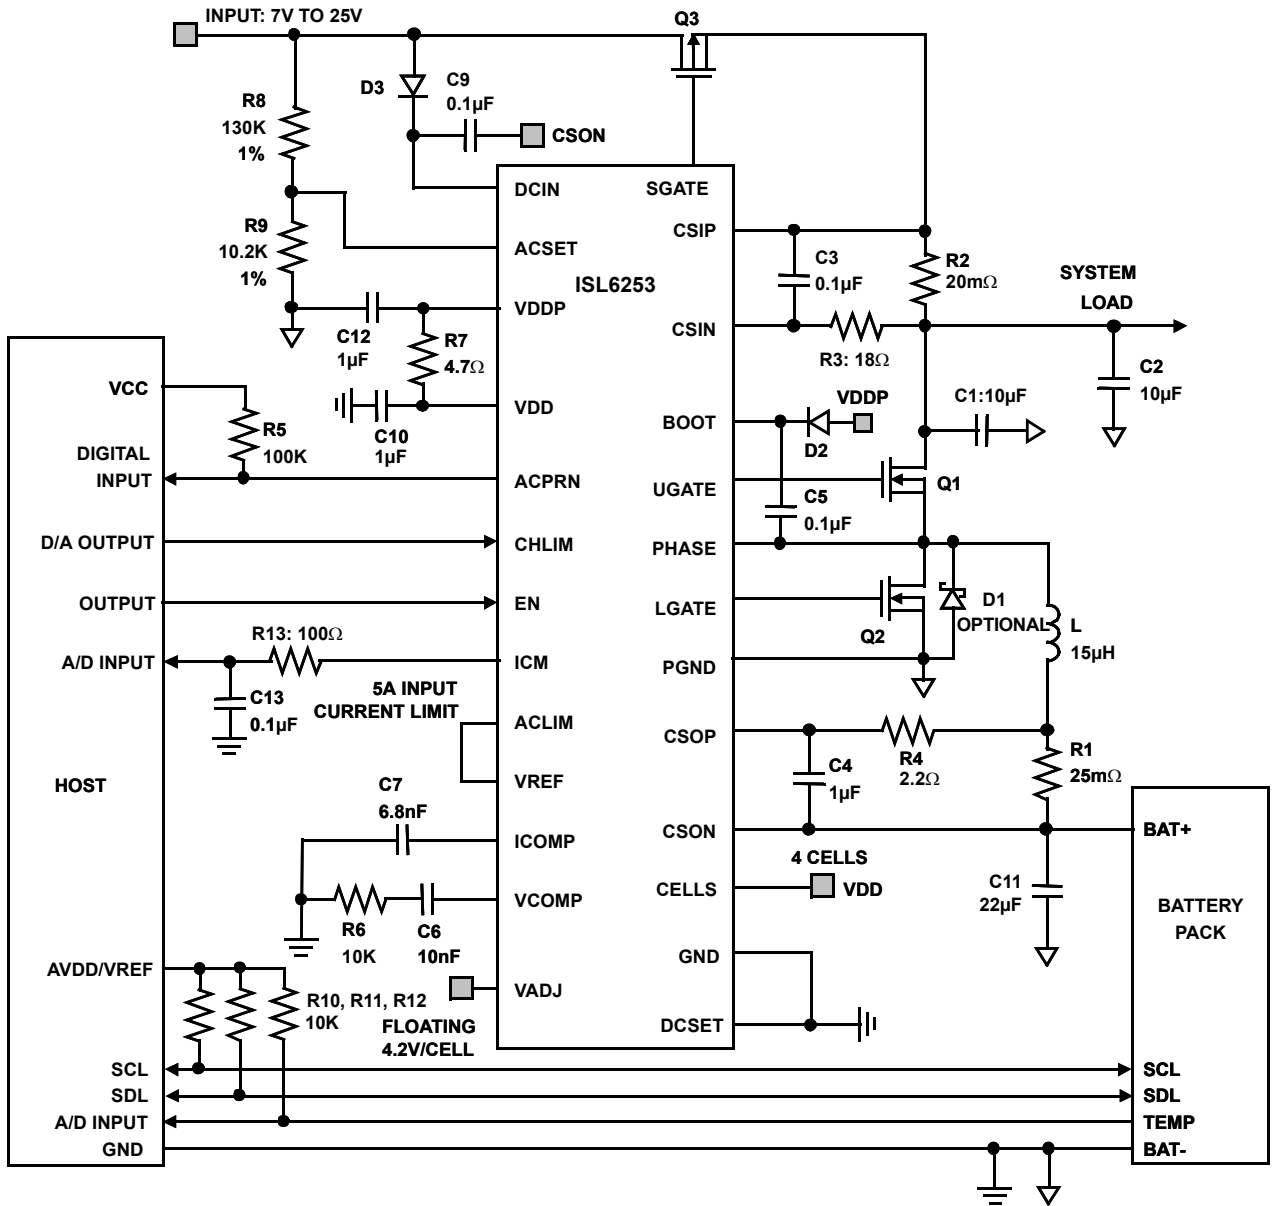 INPUT: 7V TO 25V
Q3
D3
C9
0.1µF
CSON
R8
130K
1%
R9
10.2K
1%
DCIN
SGATE
ACSET
CSIP
ISL6253
C3
0.1µF
R2
20mΩ
SYSTEM
LOAD
VDDP
CSIN
R3: 18Ω
C12
1µF
R7
4.7Ω
C2
10µF
VCC
R5
100K
C10
1µF
VDD
BOOT
VDDP
D2
C1:10µF
DIGITAL
INPUT
ACPRN
UGATE
Q1
C5
0.1µF
D/A OUTPUT
CHLIM
PHASE
OUTPUT
EN
LGATE
Q2
D1
OPTIONAL
L
15µH
R13: 100Ω
A/D INPUT
ICM
PGND
C13
0.1µF
5A INPUT
CURRENT LIMIT
ACLIM
CSOP
R4
2.2Ω
R1
25mΩ
C4
1µF
HOST
VREF
C7
6.8nF
ICOMP
CSON
BAT+
4 CELLS
CELLS
VDD
C11
22µF
BATTERY
PACK
VCOMP
R6
10K
C6
10nF
GND
AVDD/VREF
R10, R11, R12
10K
VADJ
FLOATING
4.2V/CELL
DCSET
SCL
SCL
SDL
SDL
A/D INPUT
TEMP
GND
BAT-